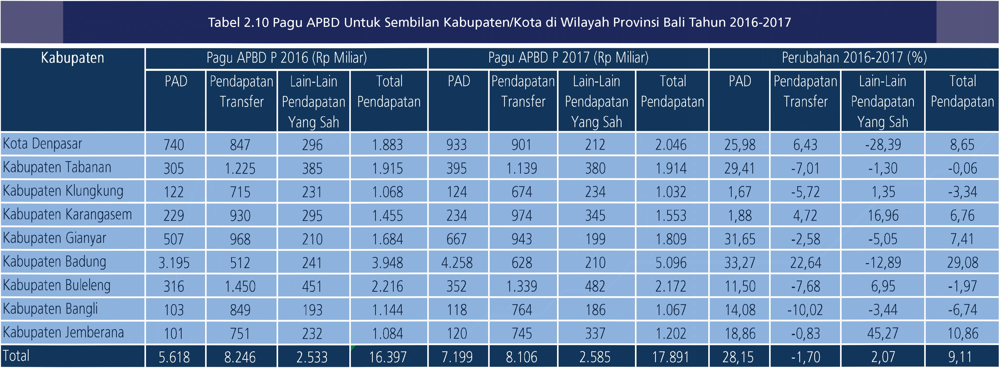 Tabel 2.10 Pagu APBD Untuk Sembilan Kabupaten/Kota di Wilayah Provinsi Bali Tahun 2016-2017
Kabupaten Pagu APBD P 2016 (Rp Miliar) Pagu APBD P 2017 (Rp Miliar) Perubahan 2016-2017 (%)
PAD Pendapatan Lain-Lain Total PAD Pendapatan Lain-Lain Total PAD Pendapatan Lain-Lain Total
Transfer Pendapatan Pendapatan Transfer Pendapatan Pendapatan Transfer Pendapatan Pendapatan
Yang Sah Yang Sah Yang Sah
Kota Denpasar 740 847 296 1.883 933 901 212 2.046 25,98 6,43 -28,39 8,65
Kabupaten Tabanan 305 1.225 385 1.915 395 1.139 380 1.914 29,41 -7,01 -1,30 -0,06
Kabupaten Klungkung 122 715 231 1.068 124 674 234 1.032 1,67 -5,72 1,35 -3,34
Kabupaten Karangasem 229 930 295 1.455 234 974 345 1.553 1,88 4,72 16,96 6,76
Kabupaten Gianyar 507 968 210 1.684 667 943 199 1.809 31,65 -2,58 -5,05 7,41
Kabupaten Badung 3.195 512 241 3.948 4.258 628 210 5.096 33,27 22,64 -12,89 29,08
Kabupaten Buleleng 316 1.450 451 2.216 352 1.339 482 2.172 11,50 -7,68 6,95 -1,97
Kabupaten Bangli 103 849 193 1.144 118 764 186 1.067 14,08 -10,02 -3,44 -6,74
Kabupaten Jemberana 101 751 232 1.084 120 745 337 1.202 18,86 -0,83 45,27 10,86
Total 5.618 8.246 2.533 16.397 7.199 8.106 2.585 17.891 28,15 -1,70 2,07 9,11